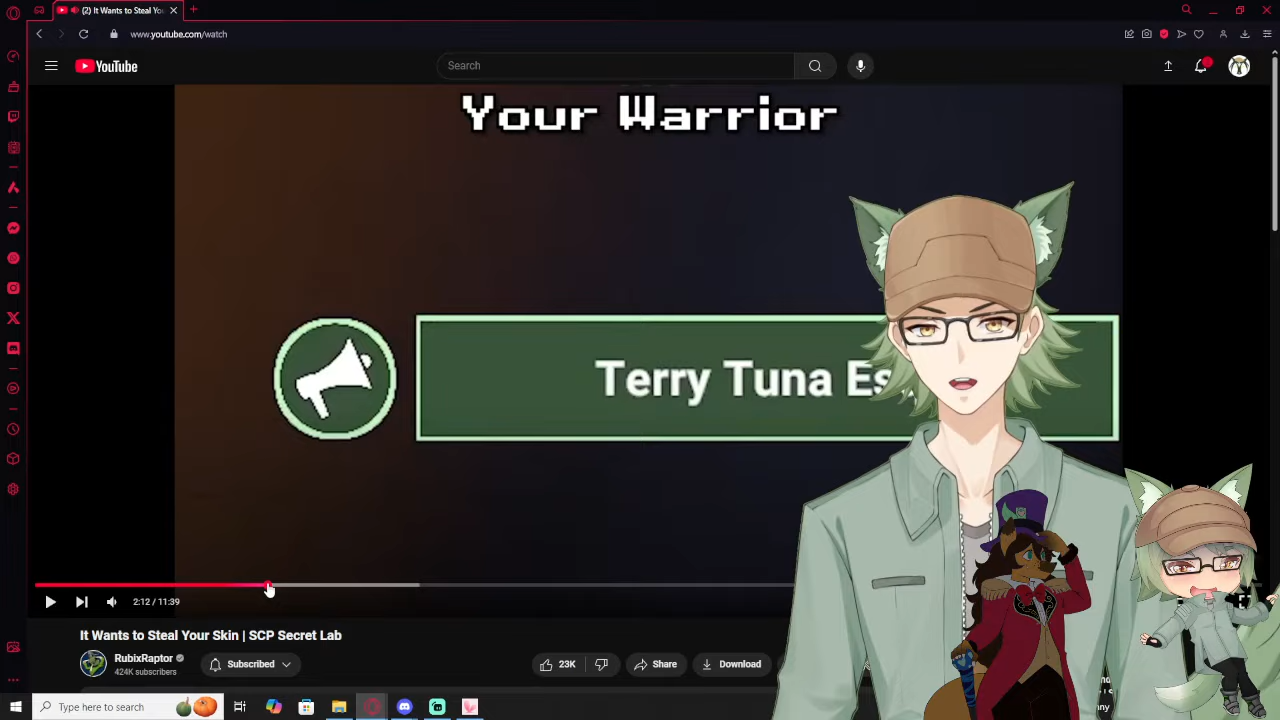 (2) It Wants to Steal You
www.youtube.com/watch
YouTube
Search
Your Warrior
Terry Tuna
2:12 / 11:39
It Wants to Steal Your Skin | SCP Secret Lab
RubixRaptor
424K subscribers
Subscribed
23K
Share
Download
Type here to search